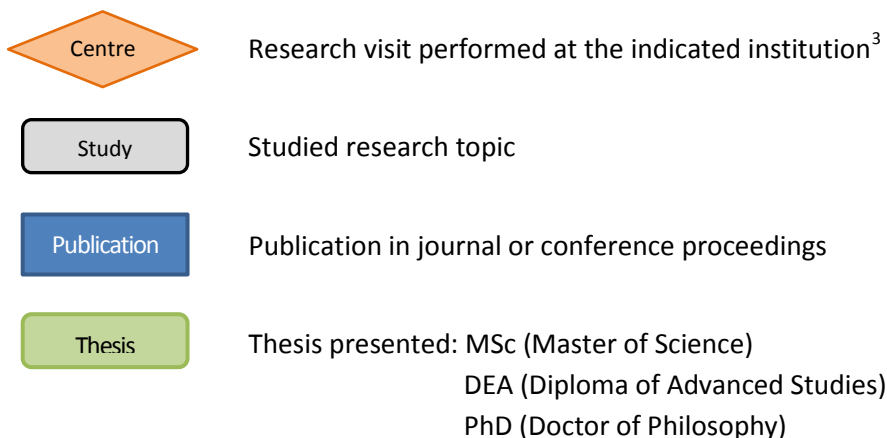 Centre Research visit performed at the indicated institution³
Study Studied research topic
Publication Publication in journal or conference proceedings
Thesis Thesis presented: MSc (Master of Science)
DEA (Diploma of Advanced Studies)
PhD (Doctor of Philosophy)